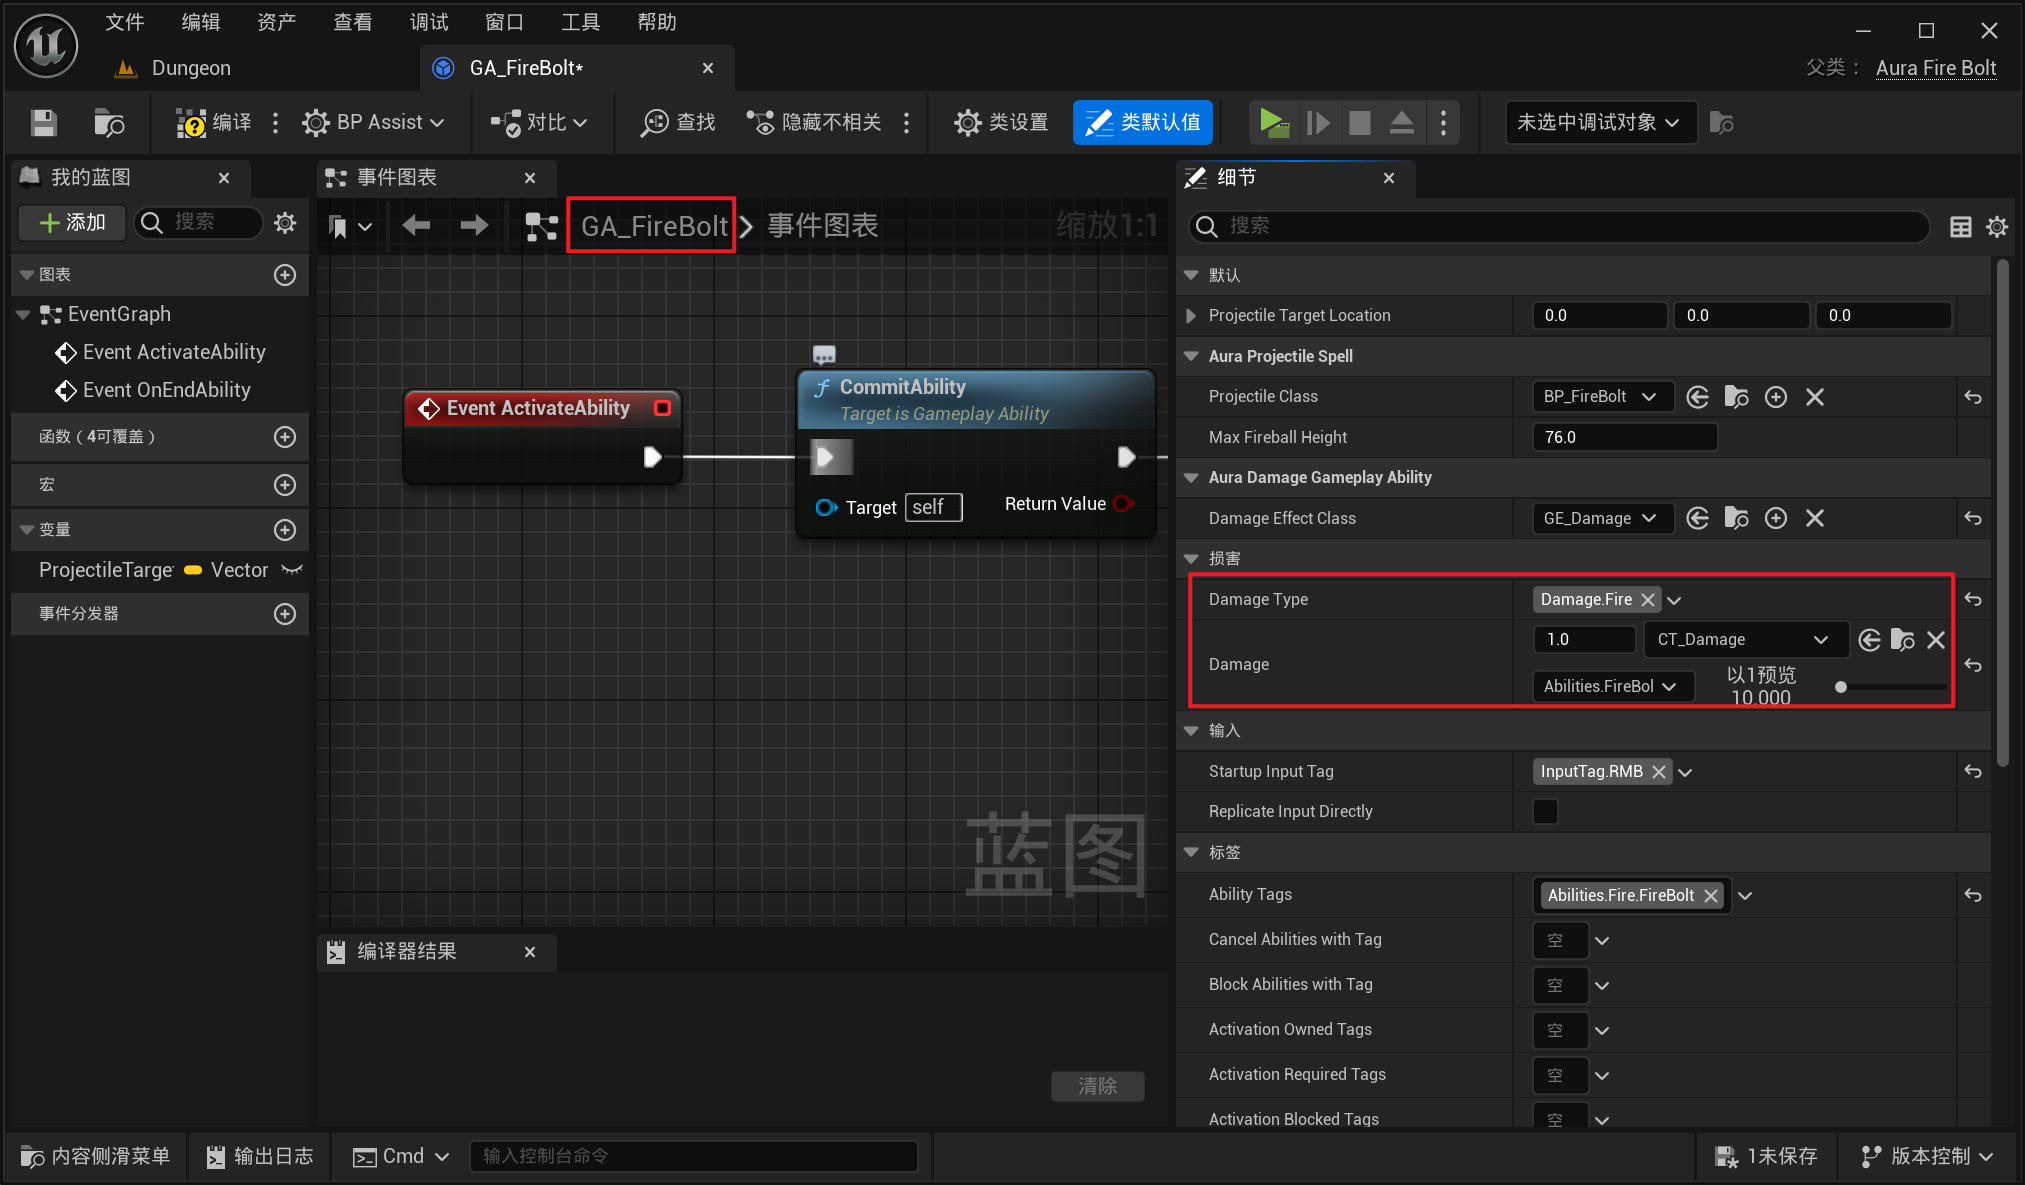 文件 编辑 资产 查看 调试 窗口 工具 帮助
Dungeon
GA_FireBolt*
父类： Aura Fire Bolt
编译
BP Assist
对比
查找
隐藏不相关
类设置
类默认值
未选中调试对象
我的蓝图
添加
搜索
图表
EventGraph
Event ActivateAbility
Event OnEndAbility
函数（4可覆盖）
宏
变量
ProjectileTarge Vector
事件分发器
事件图表
GA_FireBolt 事件图表
缩放1:1
Event ActivateAbility
CommitAbility
Target is Gameplay Ability
Target self
Return Value
蓝图
编译器结果
清除
细节
搜索
默认
Projectile Target Location 0.0 0.0 0.0
Aura Projectile Spell
Projectile Class BP_FireBolt
Max Fireball Height 76.0
Aura Damage Gameplay Ability
Damage Effect Class GE_Damage
损害
Damage Type Damage.Fire
Damage 1.0 CT_Damage
Abilities.FireBol 以1预览
10.000
输入
Startup Input Tag InputTag.RMB
Replicate Input Directly
标签
Ability Tags Abilities.Fire.FireBolt
Cancel Abilities with Tag 空
Block Abilities with Tag 空
Activation Owned Tags 空
Activation Required Tags 空
Activation Blocked Tags 空
内容侧滑菜单
输出日志
Cmd
输入控制台命令
1未保存
版本控制